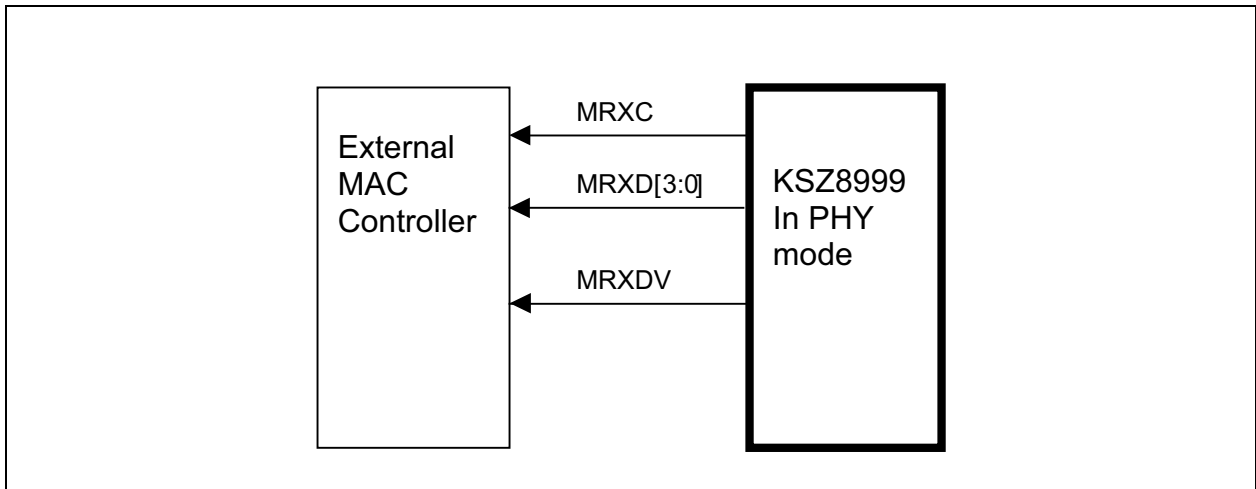 External
MAC
Controller
MRXC
MRXD[3:0]
MRXDV
KSZ8999
In PHY
mode